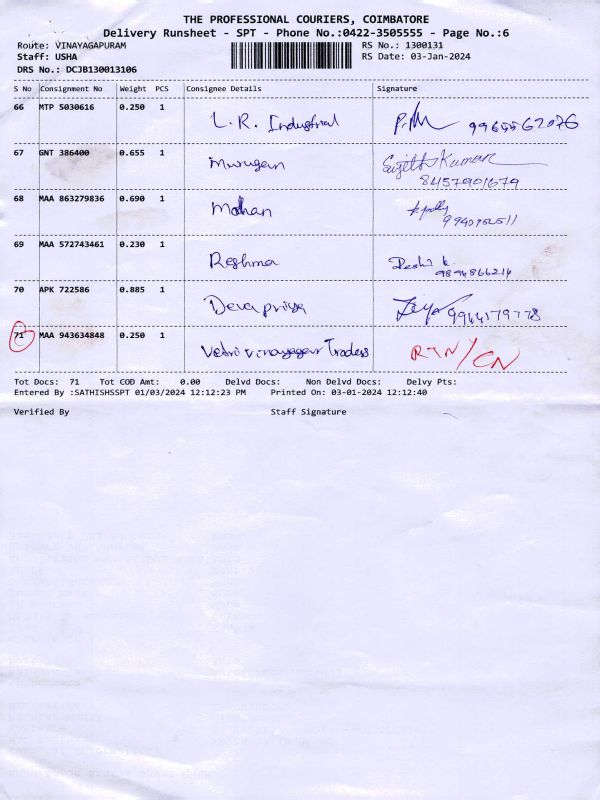 THE PROFESSIONAL COURIERS, COIMBATORE
Delivery Runsheet - SPT - Phone No.:0422-3505555 - Page No.:6
Route: VINAYAGAPURAM RS No.: 1300131
Staff: USHA RS Date: 03-Jan-2024
DRS No.: DCJB130013106
S No Consignment No Weight PCS Consignee Details Signature
66 MTP 5030616 0.250 1 L.R. Industrial
67 GNT 386400 0.655 1 Murugan Sujith Kumar
8457901679
68 MAA 863279836 0.690 1 Mohan
69 MAA 572743461 0.230 1 Reshma
9894866214
70 APK 722586 0.885 1 Devapriya 9944179778
71 MAA 943634848 0.250 1 Vetri vinayagar Traders RTN/CN
Tot Docs: 71 Tot COD Amt: 0.00 Delvd Docs: Non Delvd Docs: Delvy Pts:
Entered By :SATHISHSSPT 01/03/2024 12:12:23 PM Printed On: 03-01-2024 12:12:40
Verified By Staff Signature